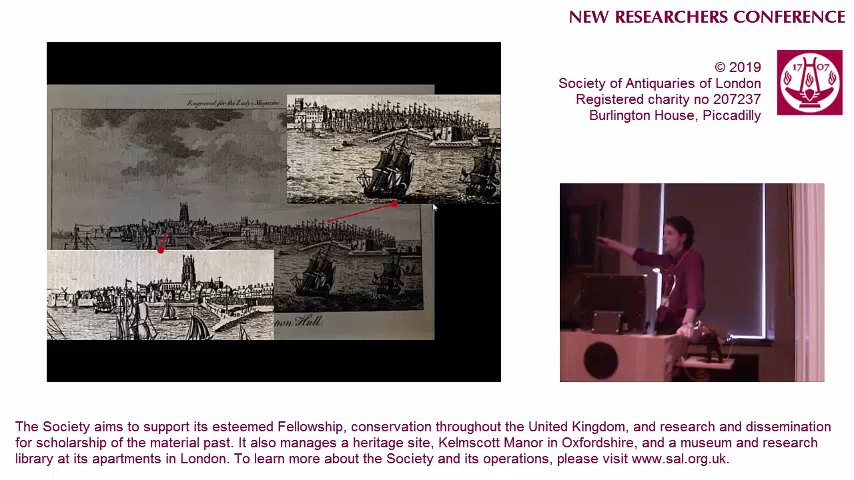 NEW RESEARCHERS CONFERENCE
© 2019
Society of Antiquaries of London
Registered charity no 207237
Burlington House, Piccadilly
17 07
Engraved for the Lady's Magazine.
pon Hull.
The Society aims to support its esteemed Fellowship, conservation throughout the United Kingdom, and research and dissemination
for scholarship of the material past. It also manages a heritage site, Kelmscott Manor in Oxfordshire, and a museum and research
library at its apartments in London. To learn more about the Society and its operations, please visit www.sal.org.uk.